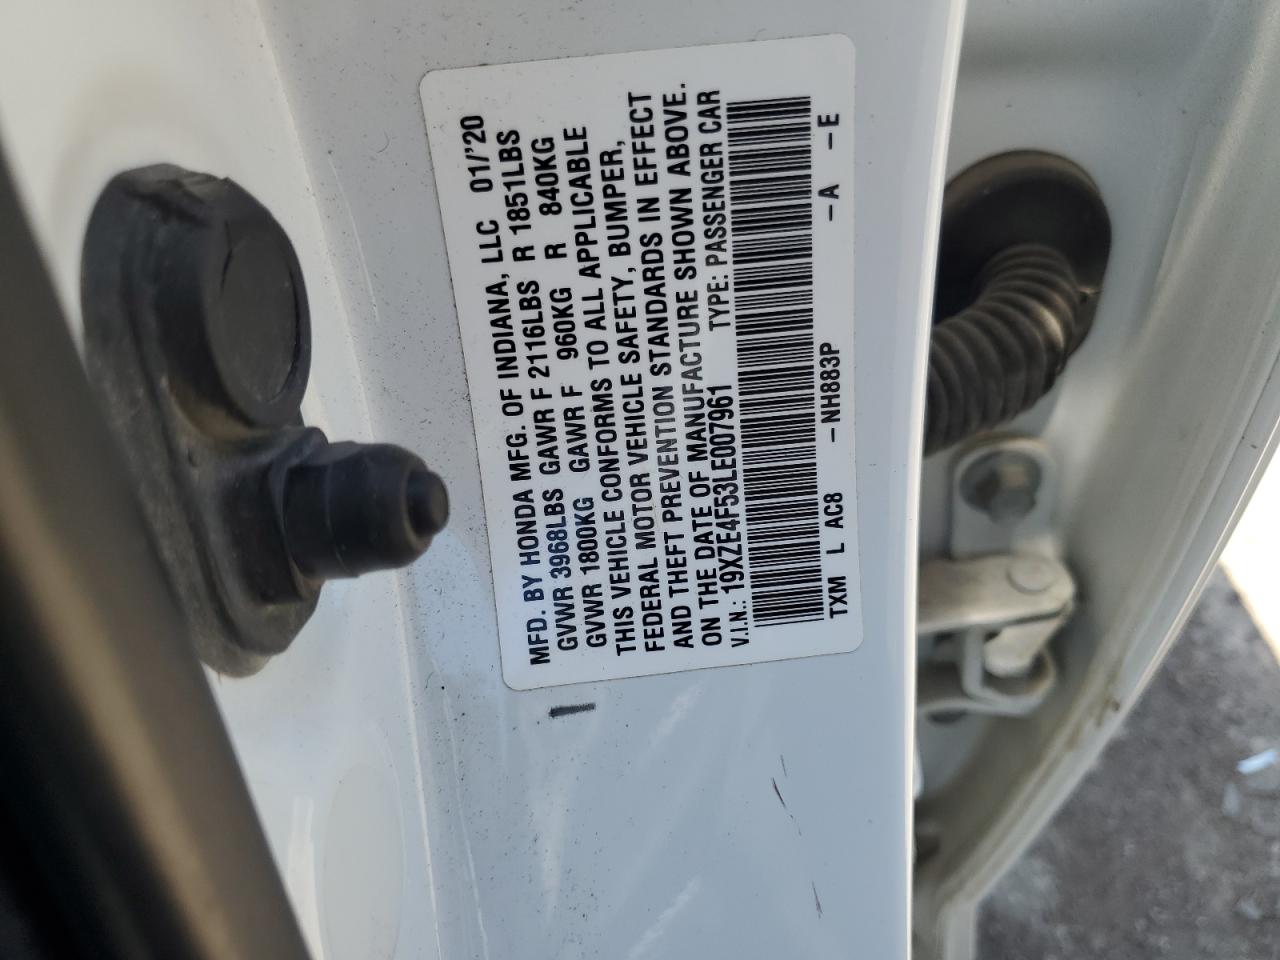 MFD. BY HONDA MFG. OF INDIANA, LLC 01/'20
GVWR 3968LBS GAWR F 2116LBS R 1851LBS
GVWR 1800KG GAWR F 960KG R 840KG
THIS VEHICLE CONFORMS TO ALL APPLICABLE
FEDERAL MOTOR VEHICLE SAFETY, BUMPER,
AND THEFT PREVENTION STANDARDS IN EFFECT
ON THE DATE OF MANUFACTURE SHOWN ABOVE.
V.I.N.: 19XZE4F53LE007961 TYPE: PASSENGER CAR
TXM L AC8 – NH883P – A – E